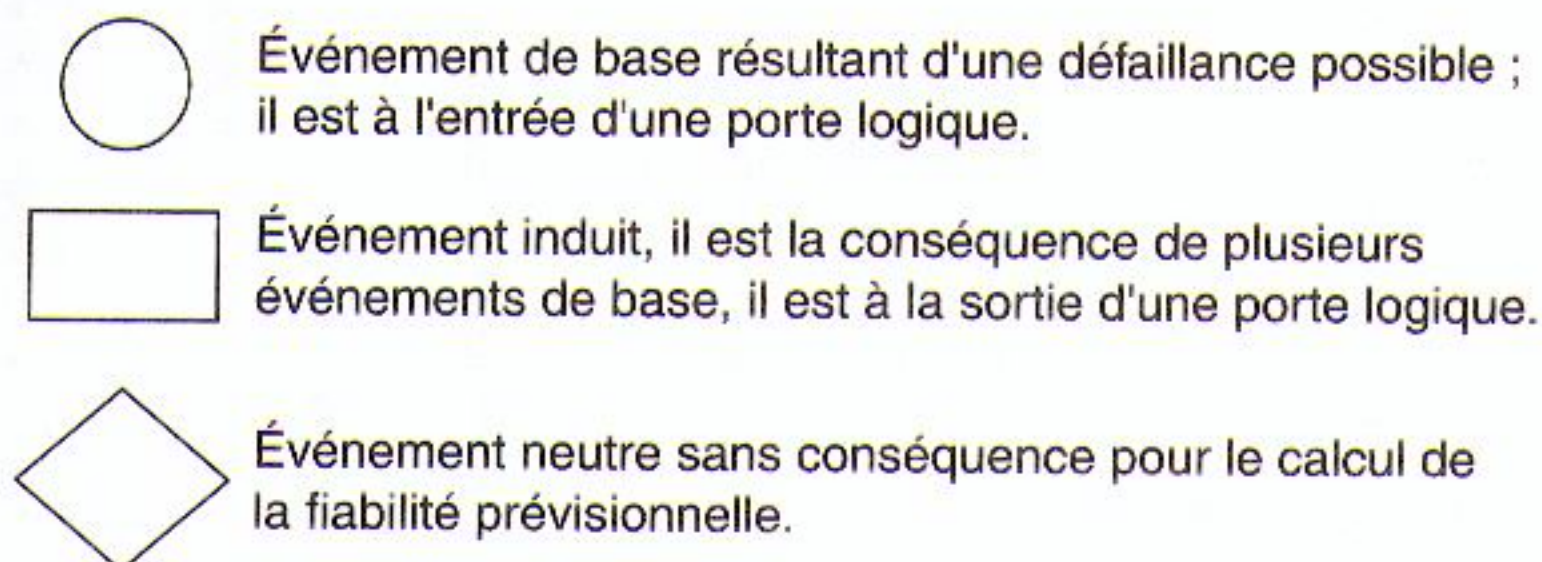 Événement de base résultant d'une défaillance possible ;
il est à l'entrée d'une porte logique.
Événement induit, il est la conséquence de plusieurs
événements de base, il est à la sortie d'une porte logique.
Événement neutre sans conséquence pour le calcul de
la fiabilité prévisionnelle.